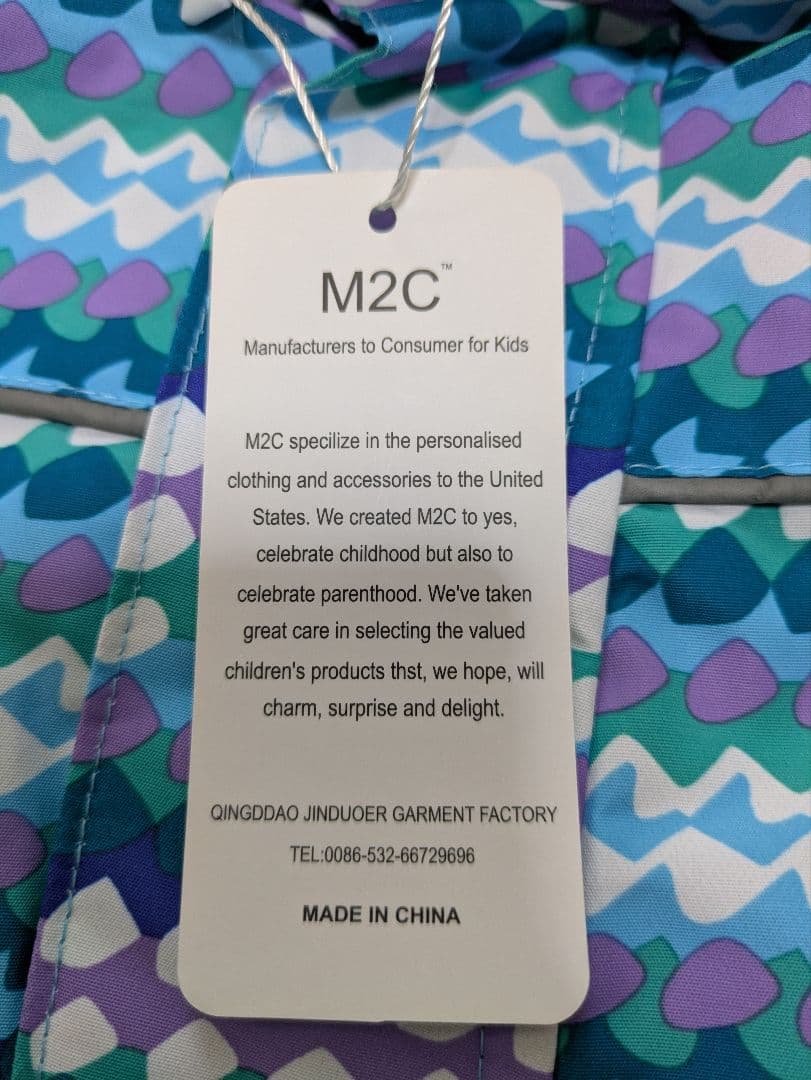 M2C™
Manufacturers to Consumer for Kids
M2C specilize in the personalised
clothing and accessories to the United
States. We created M2C to yes,
celebrate childhood but also to
celebrate parenthood. We've taken
great care in selecting the valued
children's products thst, we hope, will
charm, surprise and delight.
QINGDDAO JINDUOER GARMENT FACTORY
TEL:0086-532-66729696
MADE IN CHINA